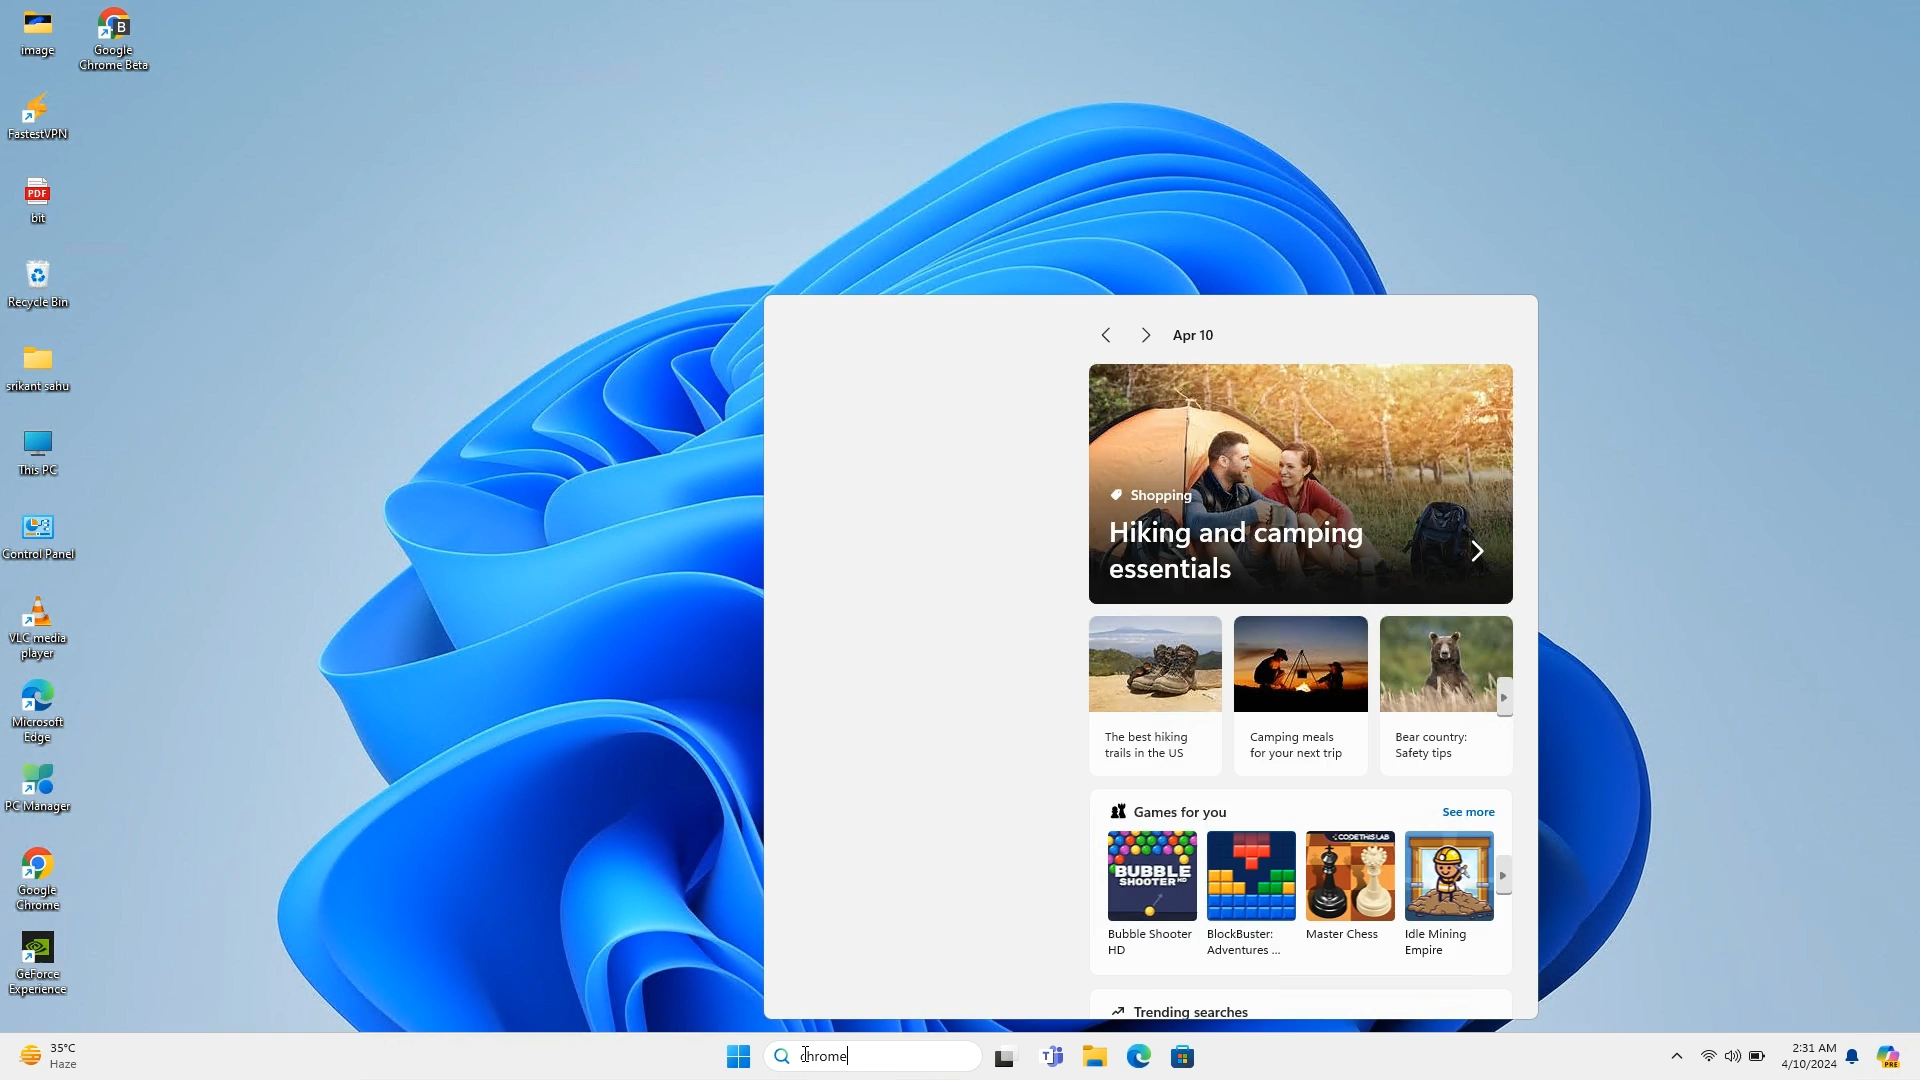 image
Google
Chrome Beta
B
FastestVPN
PDF
bit
Recycle Bin
srikant sahu
This PC
Control Panel
VLC media
player
Microsoft
Edge
PC Manager
Google
Chrome
GeForce
Experience
Apr 10
Shopping
Hiking and camping
essentials
The best hiking
trails in the US
Camping meals
for your next trip
Bear country:
Safety tips
Games for you
See more
BUBBLE
SHOOTER HD
CODETHISLAB
Bubble Shooter
HD
BlockBuster:
Adventures ...
Master Chess
Idle Mining
Empire
Trending searches
35°C
Haze
chrome
T
2:31 AM
4/10/2024
PRE